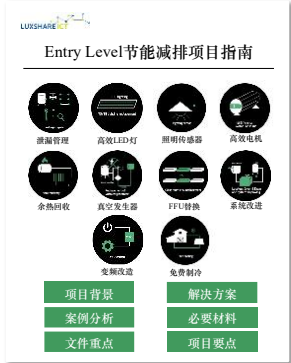 LUXSHARE ICT
Entry Level节能减排项目指南
泄漏管理
高效LED灯
照明传感器
高效电机
余热回收
真空发生器
FFU替换
系统改进
变频改造
免费制冷
项目背景
解决方案
案例分析
必要材料
文件重点
项目要点